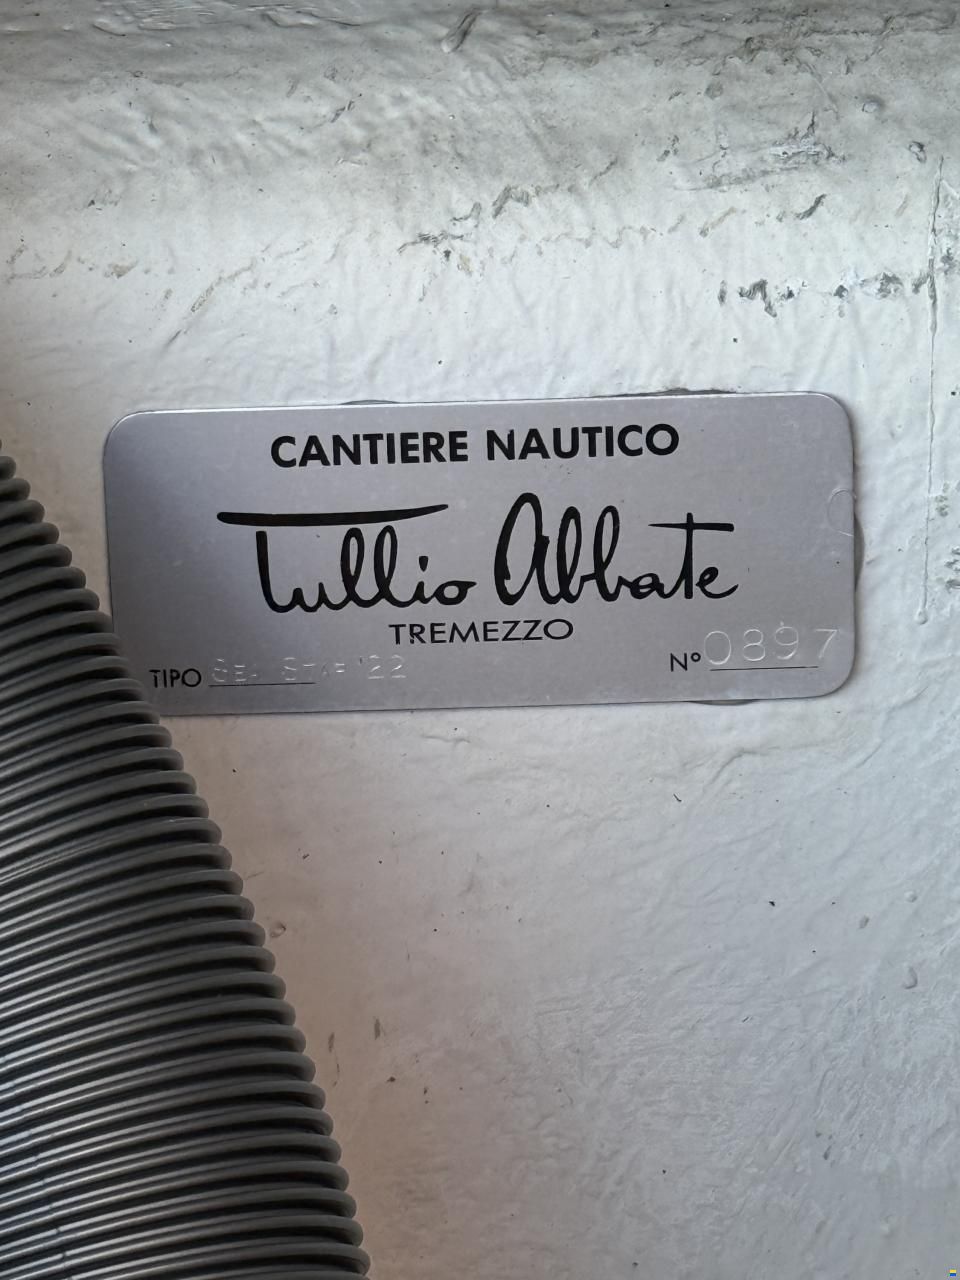 CANTIERE NAUTICO
Tullio Abbate
TREMEZZO
TIPO SEA STAR '22 N° 0897